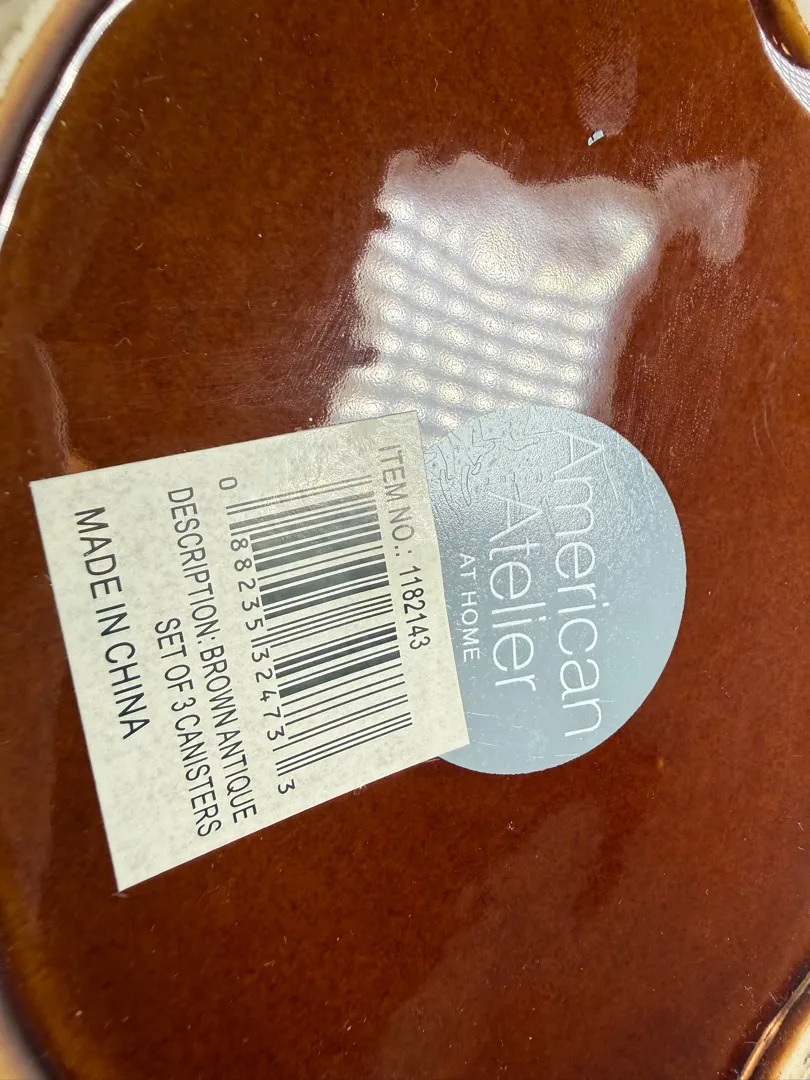 American
Atelier
AT HOME
ITEM NO.: 1182143
0 88235 32473 3
DESCRIPTION: BROWN ANTIQUE
SET OF 3 CANISTERS
MADE IN CHINA